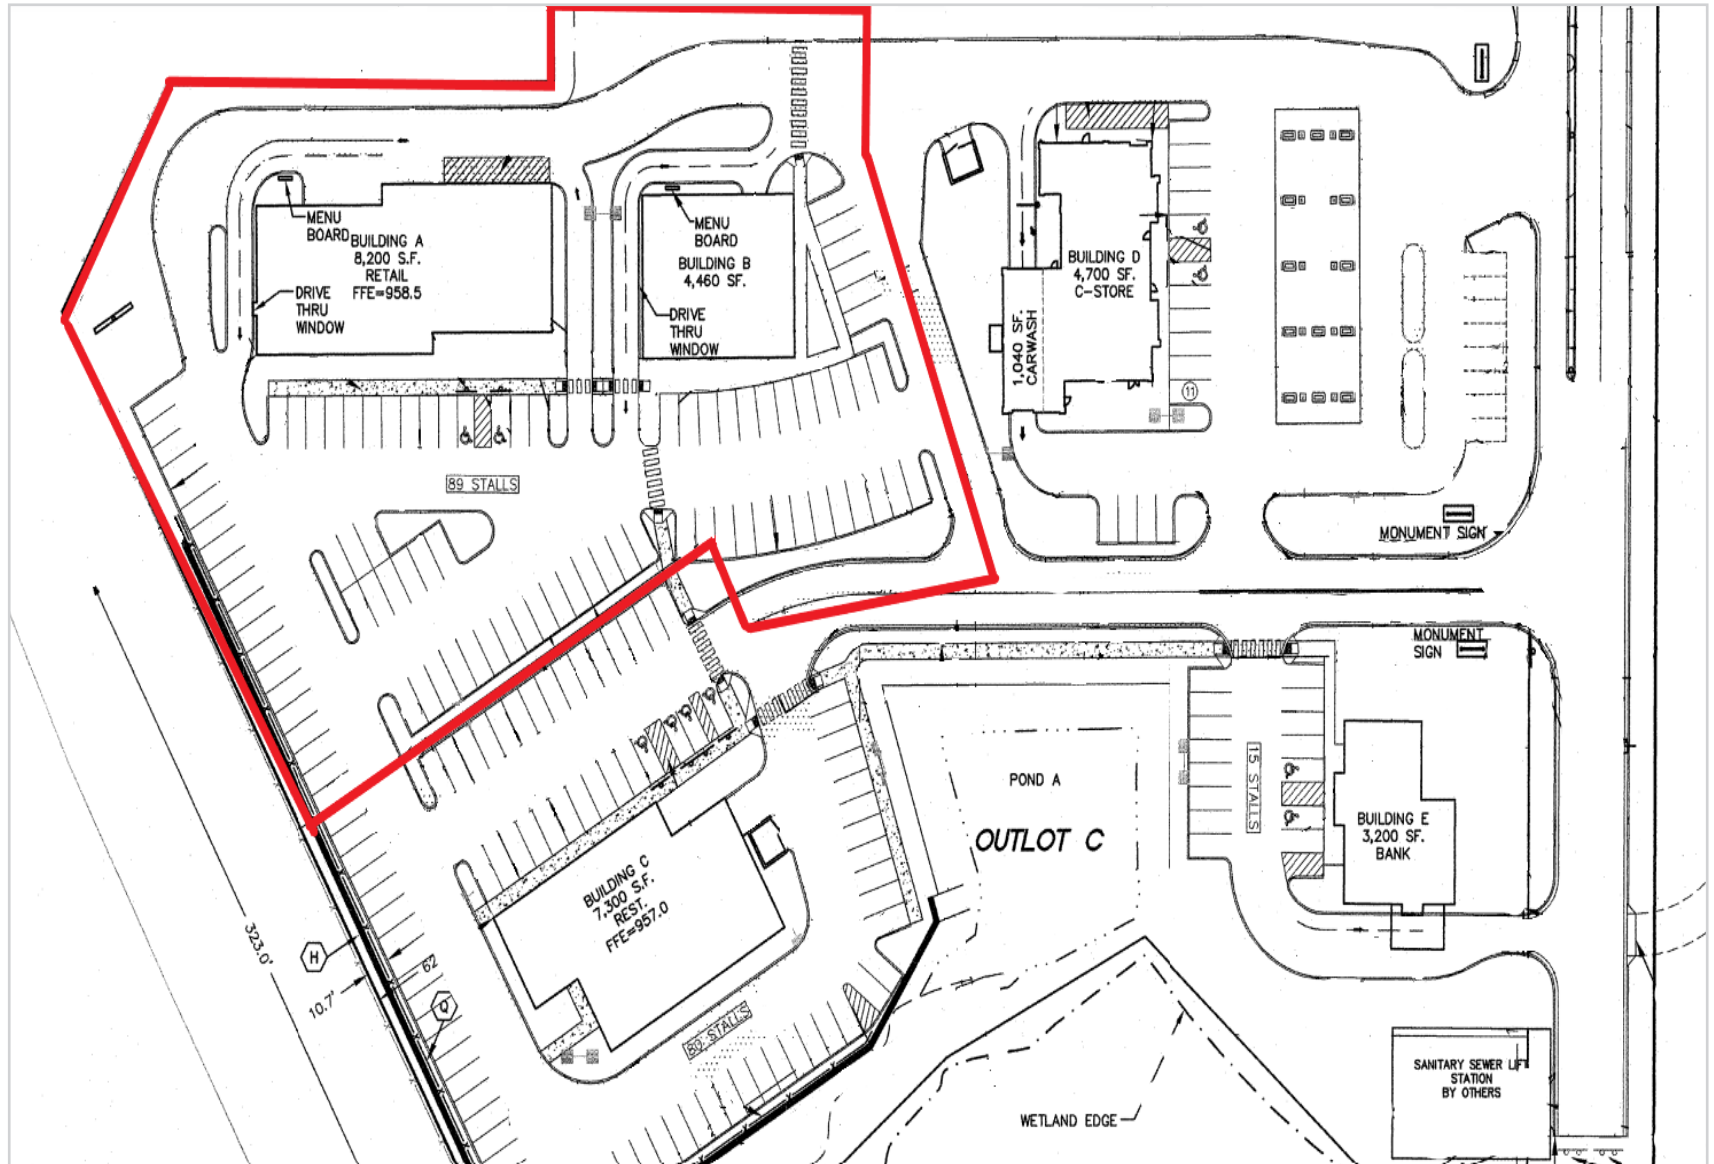 MENU
BOARD
BUILDING A
8,200 S.F.
RETAIL
FFE=958.5
DRIVE
THRU
WINDOW
MENU
BOARD
BUILDING B
4,460 SF.
DRIVE
THRU
WINDOW
BUILDING D
4,700 SF.
C-STORE
1,040 SF.
CARWASH
11
89 STALLS
MONUMENT SIGN
MONUMENT
SIGN
15 STALLS
POND A
OUTLOT C
BUILDING E
3,200 SF.
BANK
BUILDING C
7,300 S.F.
REST.
FFE=957.0
323.0'
H
62
10.7'
80 STALLS
WETLAND EDGE
SANITARY SEWER LIFT
STATION
BY OTHERS